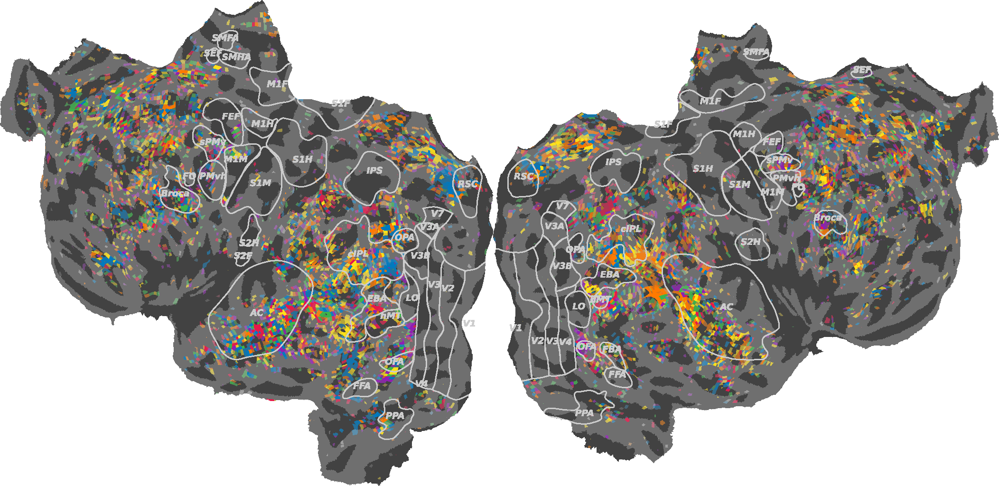 SMFA
SEF
SMHA
M1F
S1F
FEF
M1H
sPMv
M1M
S1H
IPS
FO
PMvh
S1M
RSC
Broca
V7
V3A
OPA
S2H
S2F
cIPL
V3B
V3
V2
EBA
LO
AC
hMT
V1
OFA
V4
FFA
PPA
SMFA
SEF
M1F
S1F
M1H
FEF
IPS
sPMv
S1H
RSC
PMvh
S1M
M1M
FO
V7
Broca
V3A
cIPL
S2H
OPA
V3B
EBA
hMT
LO
AC
V1
V2
V3
V4
OFA
FBA
FFA
PPA